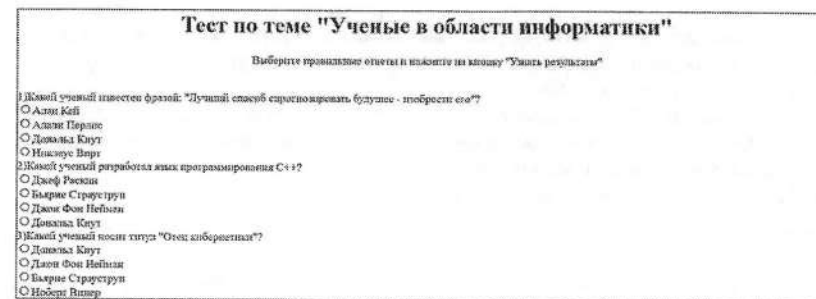 Тест по теме "Ученые в области информатики"
Выберите правильные ответы и нажмите на кнопку "Узнать результаты"
1)Какой ученый известен фразой: "Лучший способ спрогнозировать будущее - изобрести его"?
Алан Кей
Алан Перлис
Дональд Кнут
Никлаус Вирт
2)Какой ученый разработал язык программирования С++?
Джеф Раскин
Бьярне Страуструп
Джон Фон Нейман
Дональд Кнут
3)Какой ученый носит титул "Отец кибернетики"?
Дональд Кнут
Джон Фон Нейман
Бьярне Страуструп
Ноберт Винер